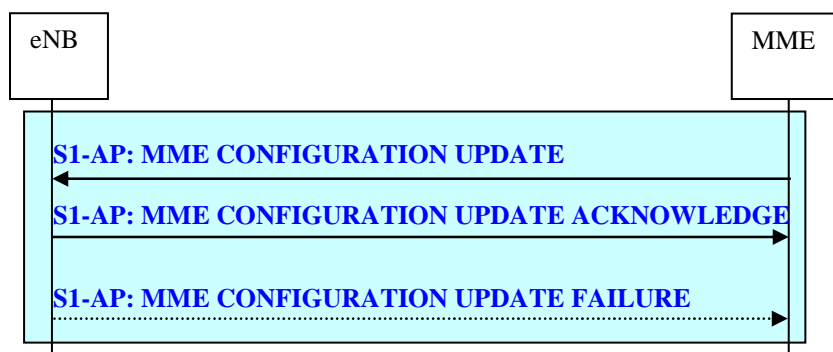 eNB
MME
S1-AP: MME CONFIGURATION UPDATE
S1-AP: MME CONFIGURATION UPDATE ACKNOWLEDGE
S1-AP: MME CONFIGURATION UPDATE FAILURE